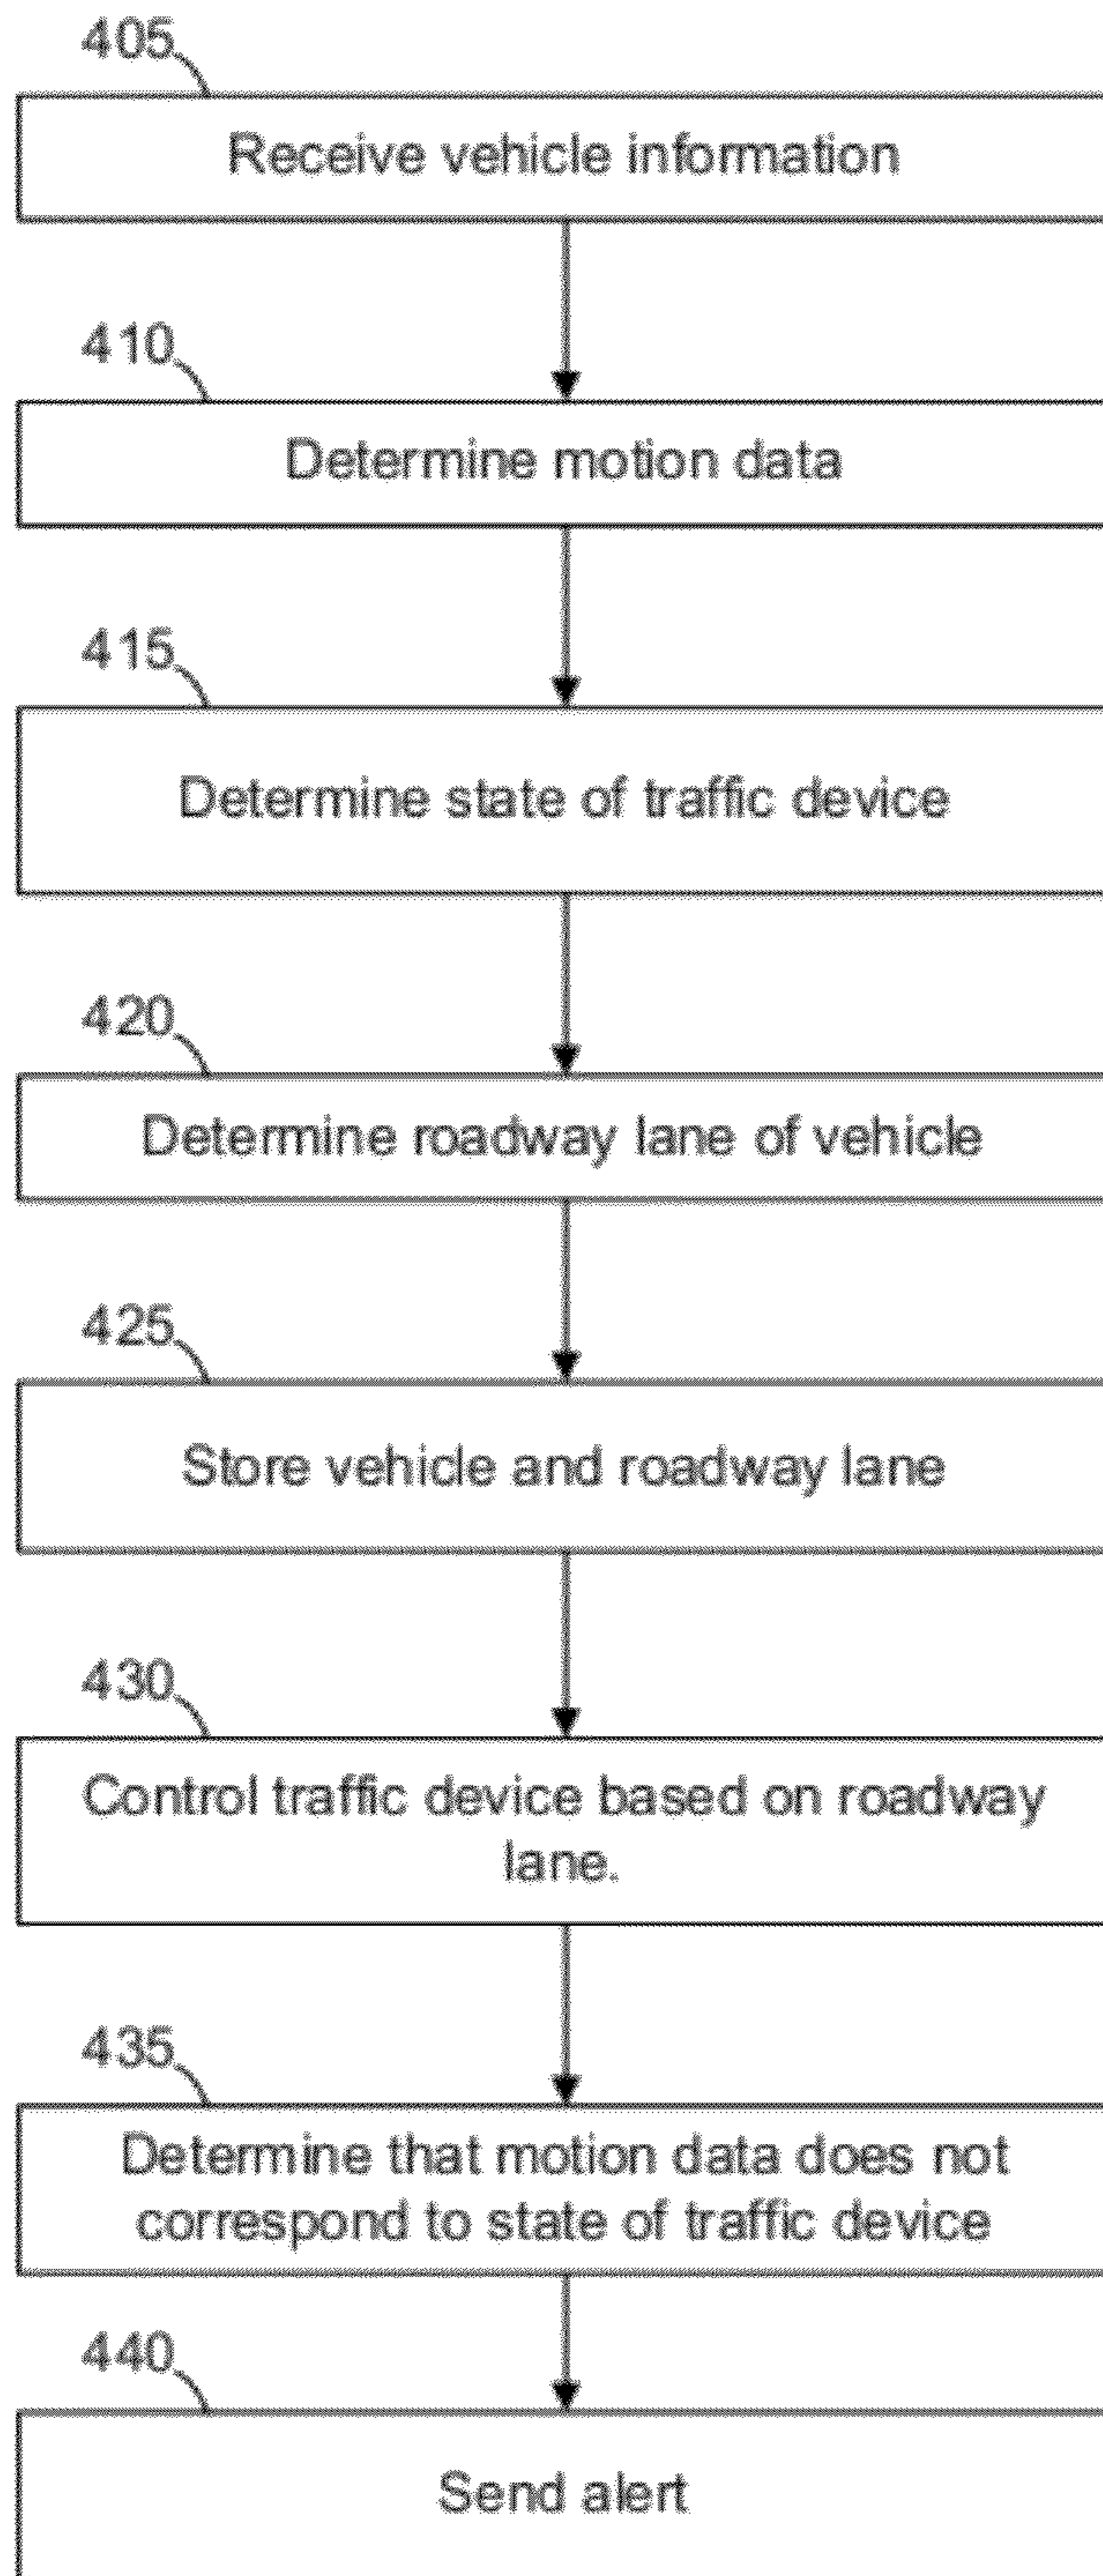 405
Receive vehicle information
410
Determine motion data
415
Determine state of traffic device
420
Determine roadway lane of vehicle
425
Store vehicle and roadway lane
430
Control traffic device based on roadway
lane.
435
Determine that motion data does not
correspond to state of traffic device
440
Send alert